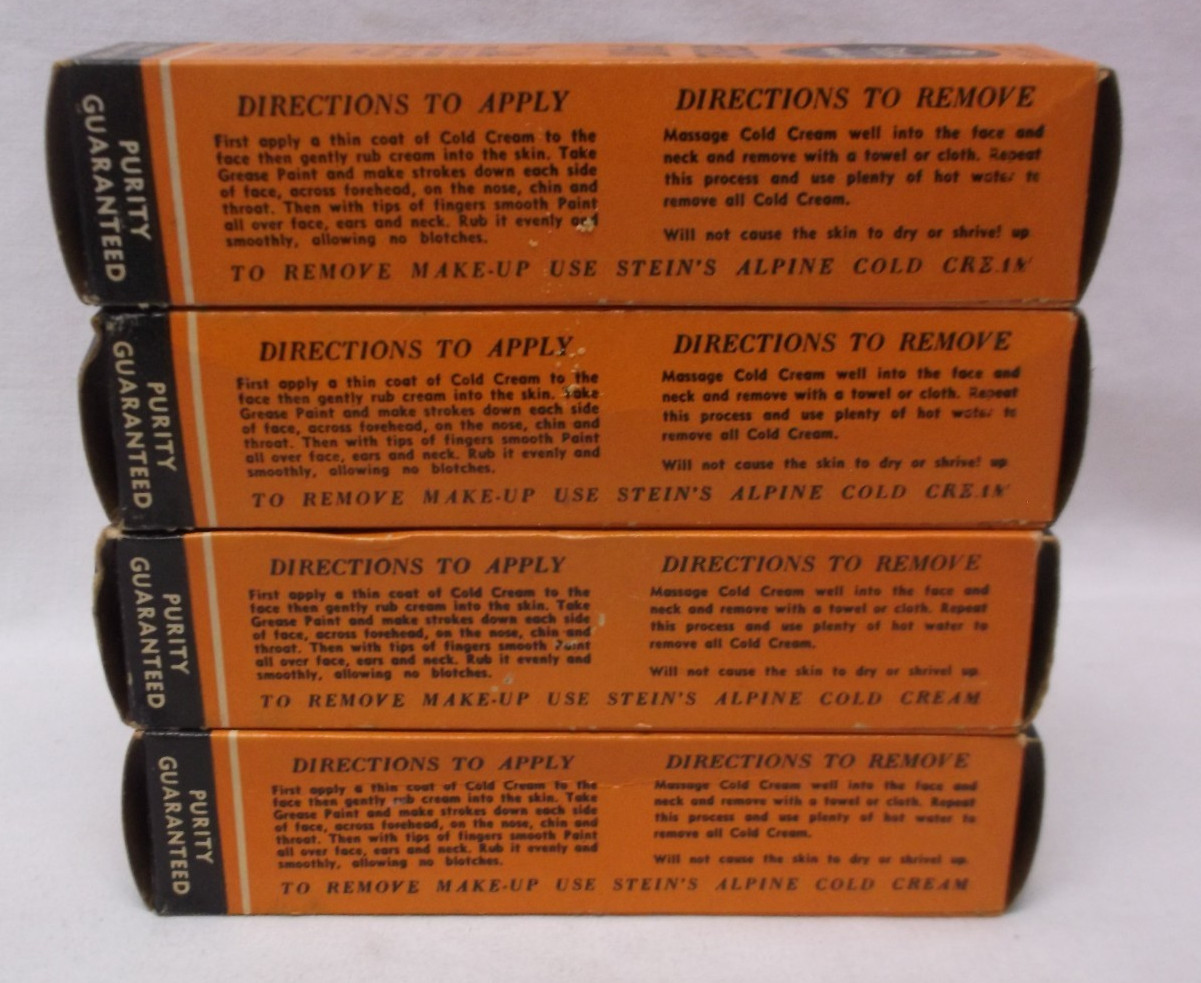 PURITY
GUARANTEED
DIRECTIONS TO APPLY
First apply a thin coat of Cold Cream to the
face then gently rub cream into the skin. Take
Grease Paint and make strokes down each side
of face, across forehead, on the nose, chin and
throat. Then with tips of fingers smooth Paint
all over face, ears and neck. Rub it evenly and
smoothly, allowing no blotches.
DIRECTIONS TO REMOVE
Massage Cold Cream well into the face and
neck and remove with a towel or cloth. Repeat
this process and use plenty of hot water to
remove all Cold Cream.
Will not cause the skin to dry or shrivel up
TO REMOVE MAKE-UP USE STEIN'S ALPINE COLD CREAM
PURITY
GUARANTEED
DIRECTIONS TO APPLY
First apply a thin coat of Cold Cream to the
face then gently rub cream into the skin. Take
Grease Paint and make strokes down each side
of face, across forehead, on the nose, chin and
throat. Then with tips of fingers smooth Paint
all over face, ears and neck. Rub it evenly and
smoothly, allowing no blotches.
DIRECTIONS TO REMOVE
Massage Cold Cream well into the face and
neck and remove with a towel or cloth. Repeat
this process and use plenty of hot water to
remove all Cold Cream.
Will not cause the skin to dry or shrivel up
TO REMOVE MAKE-UP USE STEIN'S ALPINE COLD CREAM
PURITY
GUARANTEED
DIRECTIONS TO APPLY
First apply a thin coat of Cold Cream to the
face then gently rub cream into the skin. Take
Grease Paint and make strokes down each side
of face, across forehead, on the nose, chin and
throat. Then with tips of fingers smooth Paint
all over face, ears and neck. Rub it evenly and
smoothly, allowing no blotches.
DIRECTIONS TO REMOVE
Massage Cold Cream well into the face and
neck and remove with a towel or cloth. Repeat
this process and use plenty of hot water to
remove all Cold Cream.
Will not cause the skin to dry or shrivel up
TO REMOVE MAKE-UP USE STEIN'S ALPINE COLD CREAM
PURITY
GUARANTEED
DIRECTIONS TO APPLY
First apply a thin coat of Cold Cream to the
face then gently rub cream into the skin. Take
Grease Paint and make strokes down each side
of face, across forehead, on the nose, chin and
throat. Then with tips of fingers smooth Paint
all over face, ears and neck. Rub it evenly and
smoothly, allowing no blotches.
DIRECTIONS TO REMOVE
Massage Cold Cream well into the face and
neck and remove with a towel or cloth. Repeat
this process and use plenty of hot water to
remove all Cold Cream.
Will not cause the skin to dry or shrivel up.
TO REMOVE MAKE-UP USE STEIN'S ALPINE COLD CREAM